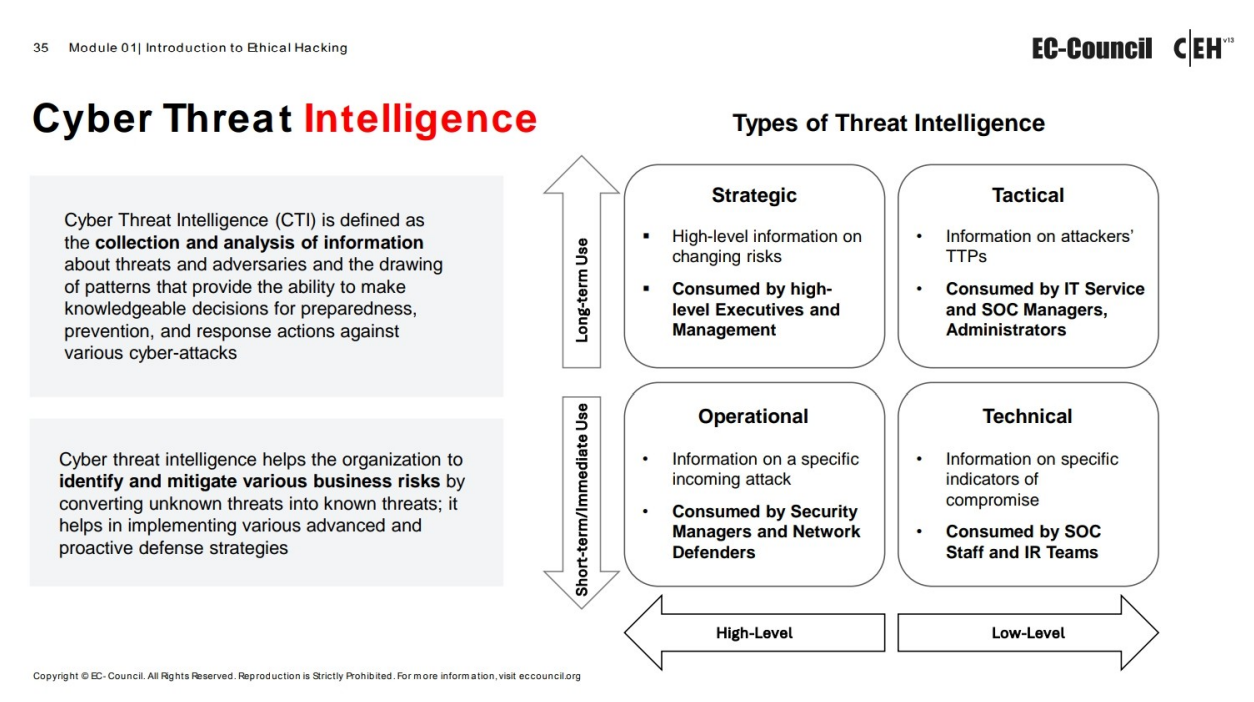 35 Module 01| Introduction to Ethical Hacking
EC-Council C|EH v13
Cyber Threat Intelligence
Cyber Threat Intelligence (CTI) is defined as
the collection and analysis of information
about threats and adversaries and the drawing
of patterns that provide the ability to make
knowledgeable decisions for preparedness,
prevention, and response actions against
various cyber-attacks
Cyber threat intelligence helps the organization to
identify and mitigate various business risks by
converting unknown threats into known threats; it
helps in implementing various advanced and
proactive defense strategies
Types of Threat Intelligence
Long-term Use
Strategic
▪ High-level information on
changing risks
▪ Consumed by high-
level Executives and
Management
Tactical
• Information on attackers’
TTPs
• Consumed by IT Service
and SOC Managers,
Administrators
Short-term/Immediate Use
Operational
• Information on a specific
incoming attack
• Consumed by Security
Managers and Network
Defenders
Technical
• Information on specific
indicators of
compromise
• Consumed by SOC
Staff and IR Teams
High-Level
Low-Level
Copyright © EC-Council. All Rights Reserved. Reproduction is Strictly Prohibited. For more information, visit eccouncil.org